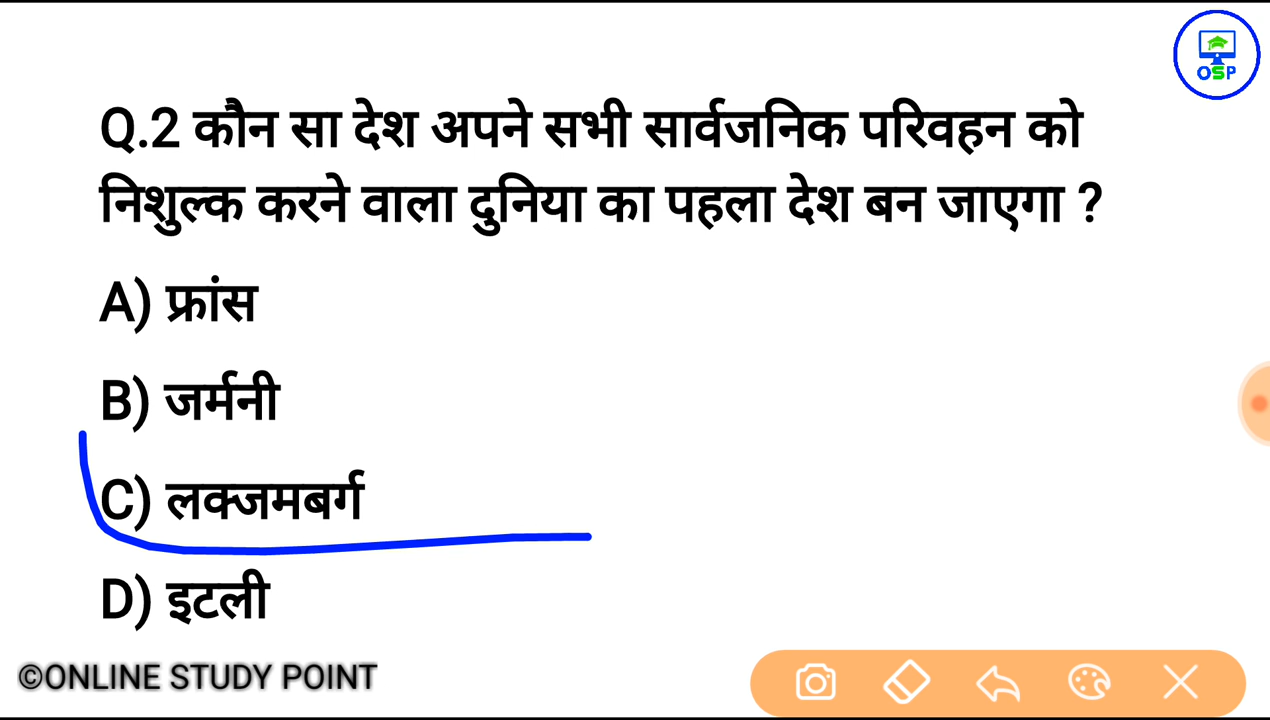 OSP
Q.2 कौन सा देश अपने सभी सार्वजनिक परिवहन को
निशुल्क करने वाला दुनिया का पहला देश बन जाएगा ?
A) फ्रांस
B) जर्मनी
C) लक्जमबर्ग
D) इटली
©ONLINE STUDY POINT